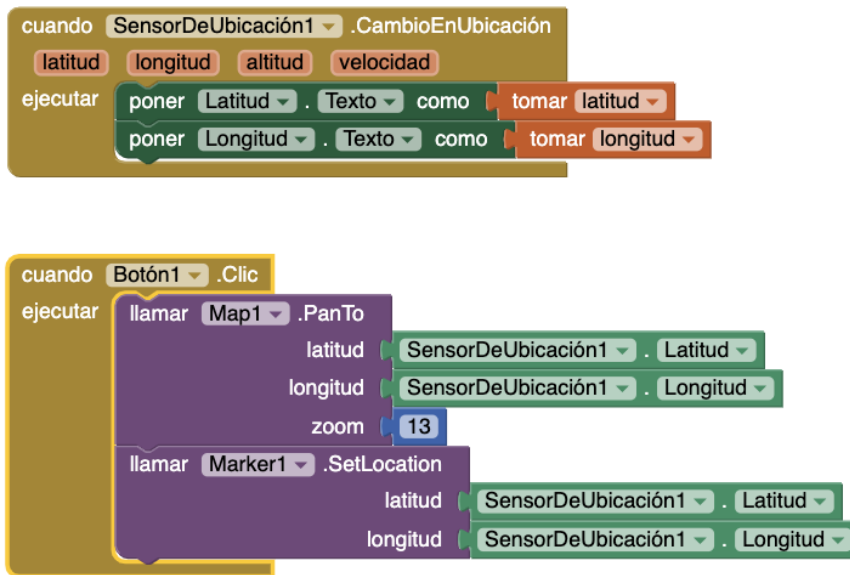 cuando SensorDeUbicación1 .CambioEnUbicación
latitud longitud altitud velocidad
ejecutar poner Latitud . Texto como tomar latitud
poner Longitud . Texto como tomar longitud
cuando Botón1 .Clic
ejecutar llamar Map1 .PanTo
latitud SensorDeUbicación1 . Latitud
longitud SensorDeUbicación1 . Longitud
zoom 13
llamar Marker1 .SetLocation
latitud SensorDeUbicación1 . Latitud
longitud SensorDeUbicación1 . Longitud